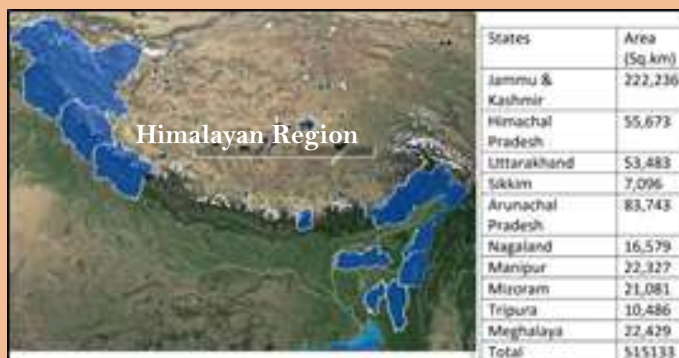 Himalayan Region
States Area
(Sq.km)
Jammu & 222,236
Kashmir
Himachal 55,673
Pradesh
Uttarakhand 53,483
Sikkim 7,096
Arunachal 83,743
Pradesh
Nagaland 16,579
Manipur 22,327
Mizoram 21,081
Tripura 10,486
Meghalaya 22,429
Total 515133